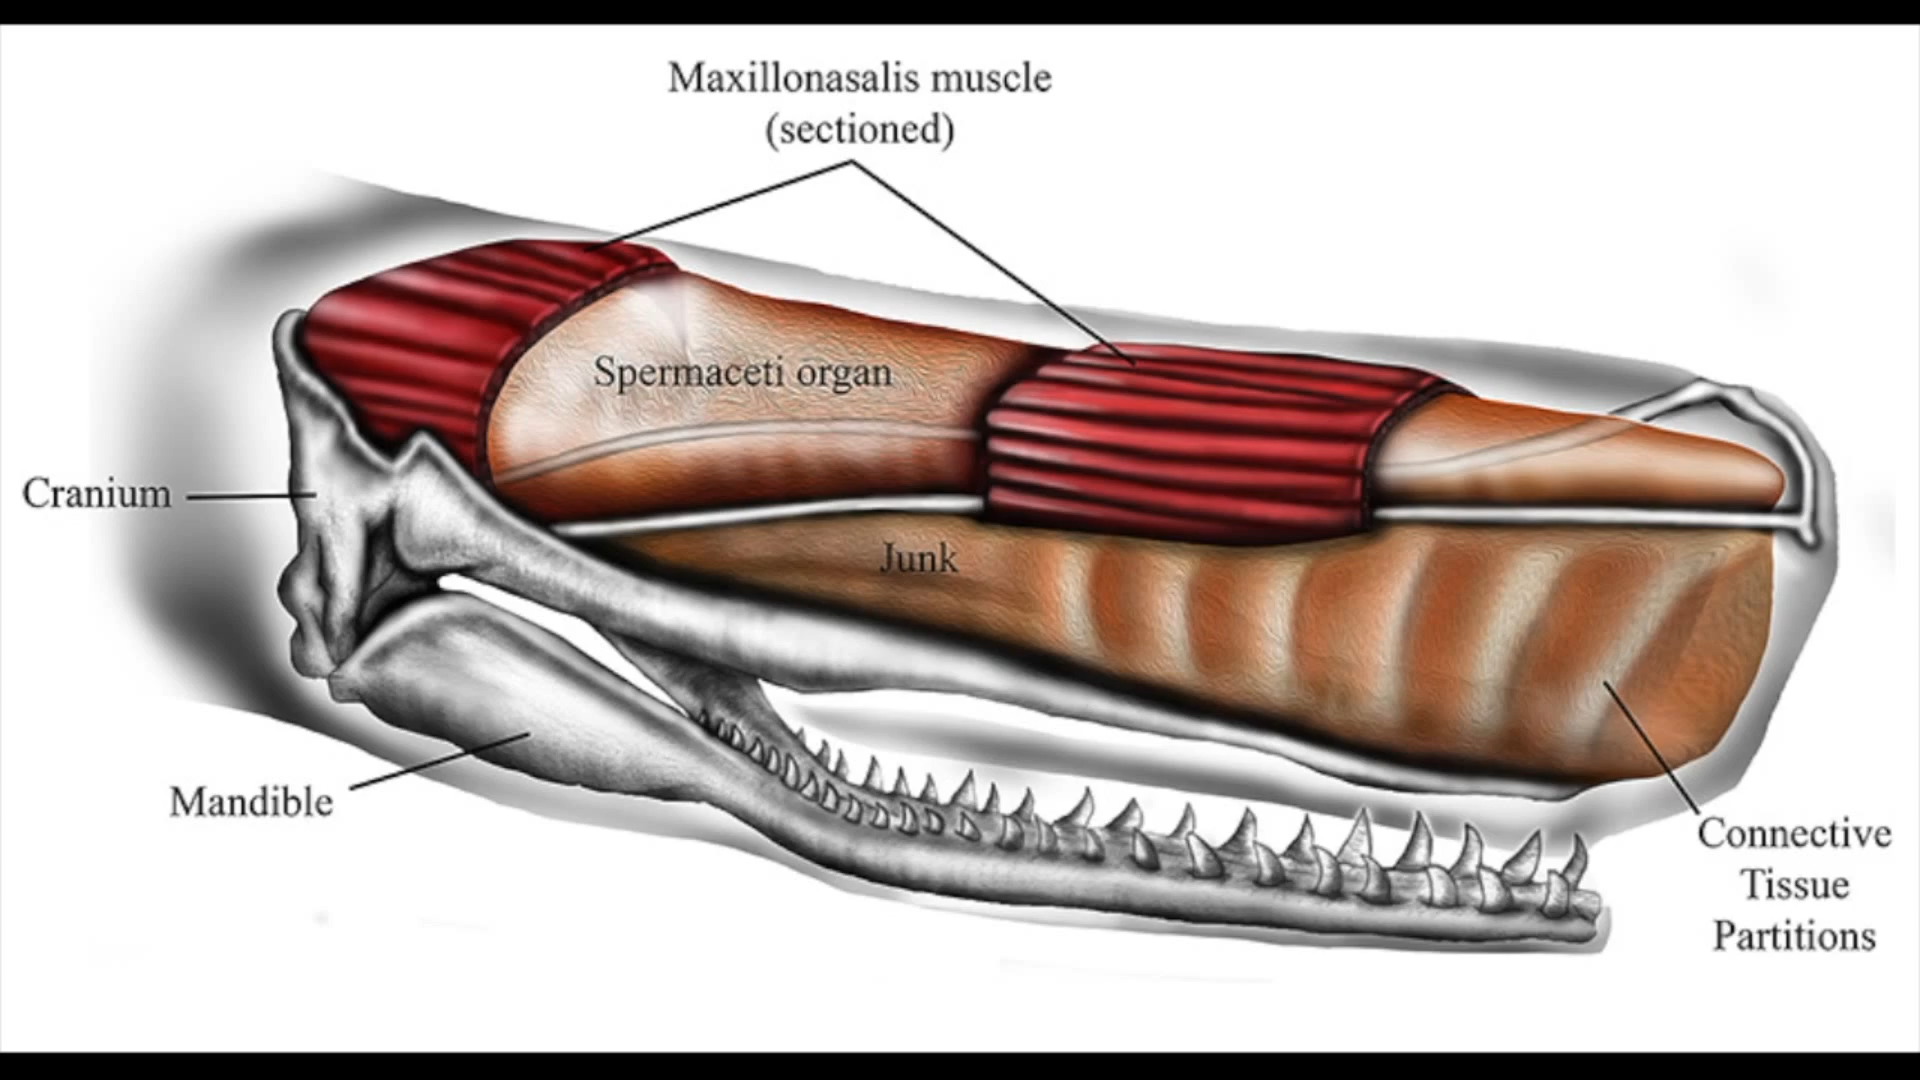 Maxillonasalis muscle
(sectioned)
Spermaceti organ
Cranium
Junk
Mandible
Connective
Tissue
Partitions